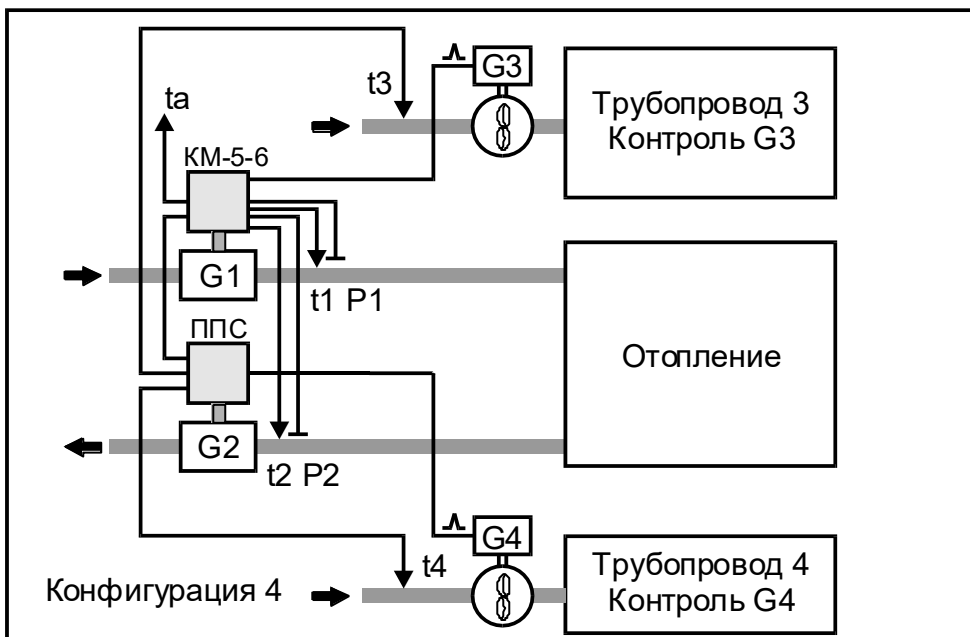 G3
t3
Трубопровод 3
Контроль G3
ta
КМ-5-6
G1
t1 P1
ППС
Отопление
G2
t2 P2
G4
t4
Трубопровод 4
Контроль G4
Конфигурация 4